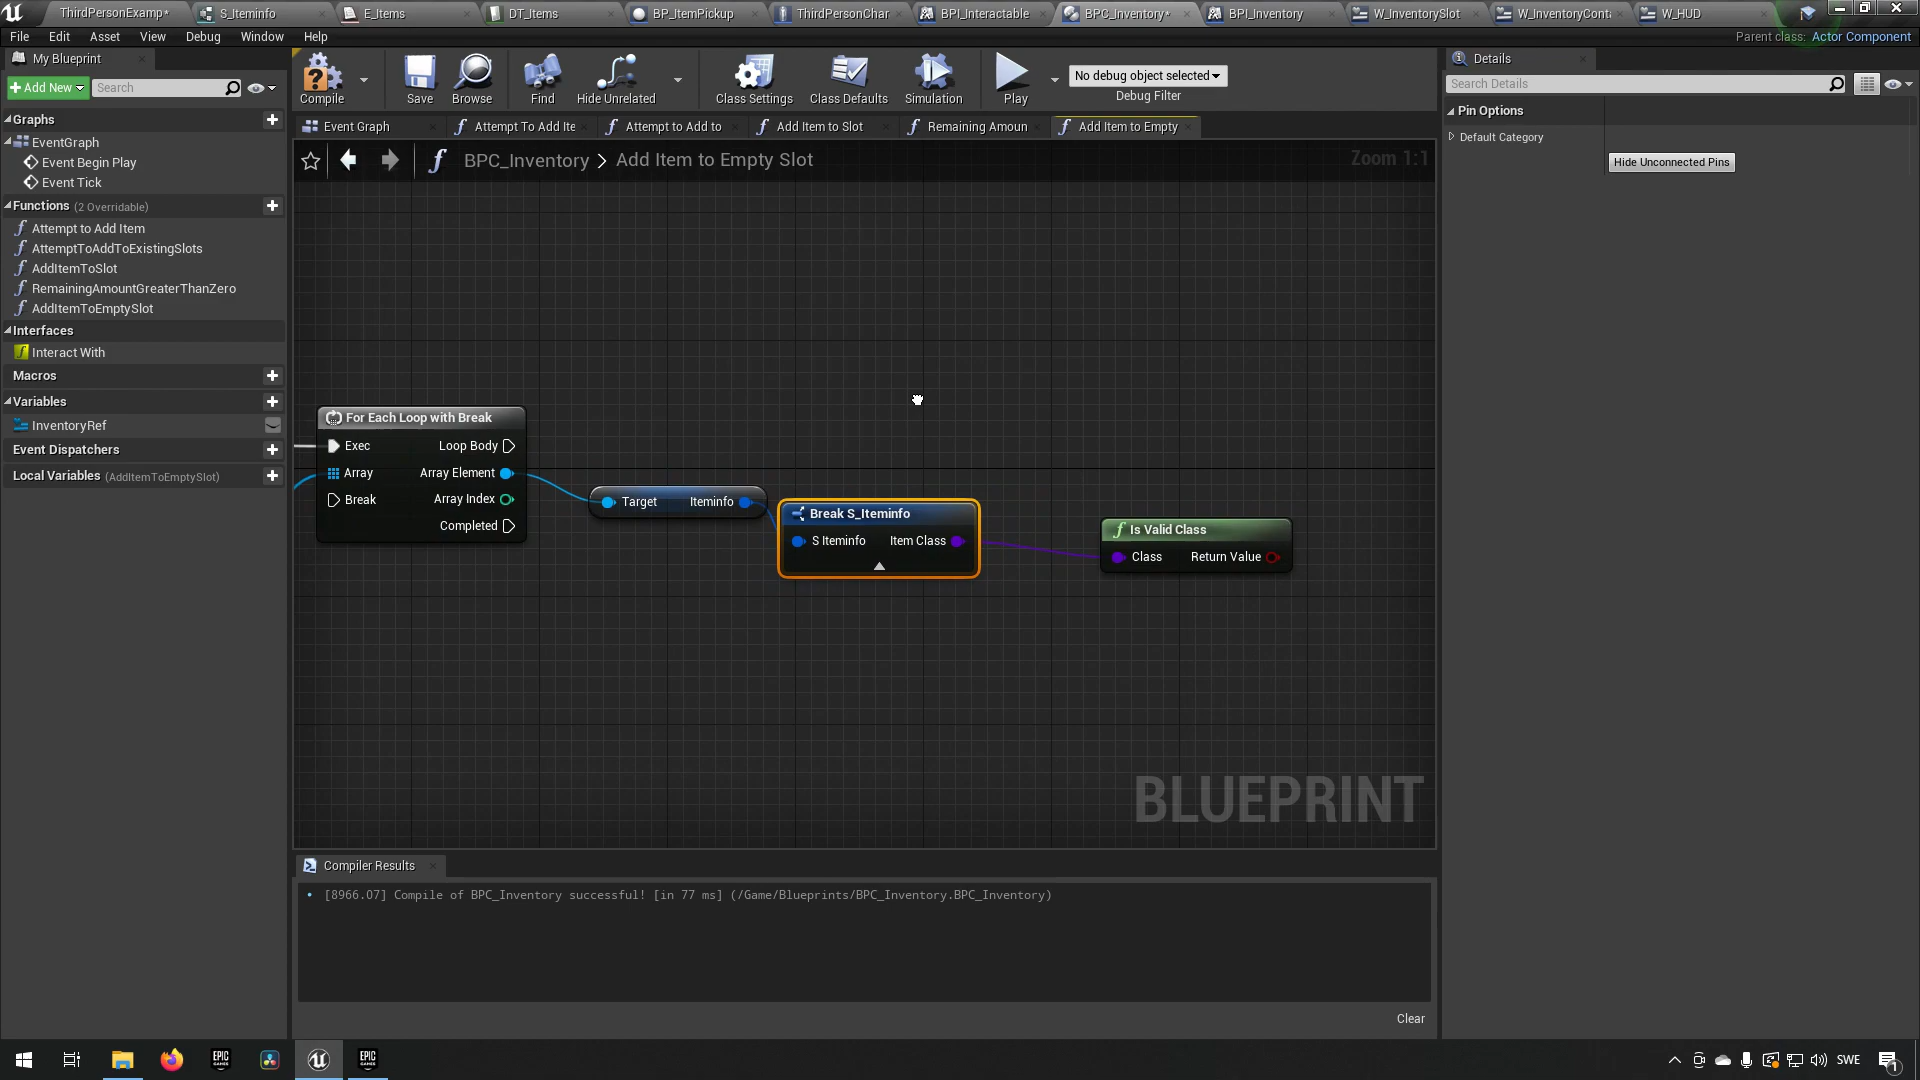 ThirdPersonExamp*
S_Iteminfo
E_Items
DT_Items
BP_ItemPickup
ThirdPersonChar
BPI_Interactable
BPC_Inventory*
BPI_Inventory
W_InventorySlot
W_InventoryCont
W_HUD
File
Edit
Asset
View
Debug
Window
Help
Parent class: Actor Component
My Blueprint
Add New
Search
Graphs
EventGraph
Event Begin Play
Event Tick
Functions (2 Overridable)
Attempt to Add Item
AttemptToAddToExistingSlots
AddItemToSlot
RemainingAmountGreaterThanZero
AddItemToEmptySlot
Interfaces
Interact With
Macros
Variables
InventoryRef
Event Dispatchers
Local Variables (AddItemToEmptySlot)
Compile
Save
Browse
Find
Hide Unrelated
Class Settings
Class Defaults
Simulation
Play
No debug object selected
Debug Filter
Event Graph
Attempt To Add Ite
Attempt to Add to
Add Item to Slot
Remaining Amoun
Add Item to Empty
BPC_Inventory > Add Item to Empty Slot
Zoom 1:1
For Each Loop with Break
Exec
Loop Body
Array
Array Element
Break
Array Index
Completed
Target
Iteminfo
Break S_Iteminfo
S Iteminfo
Item Class
Is Valid Class
Class
Return Value
BLUEPRINT
Compiler Results
[8966.07] Compile of BPC_Inventory successful! [in 77 ms] (/Game/Blueprints/BPC_Inventory.BPC_Inventory)
Clear
Details
Search Details
Pin Options
Default Category
Hide Unconnected Pins
EPIC GAMES
EPIC GAMES
SWE
1